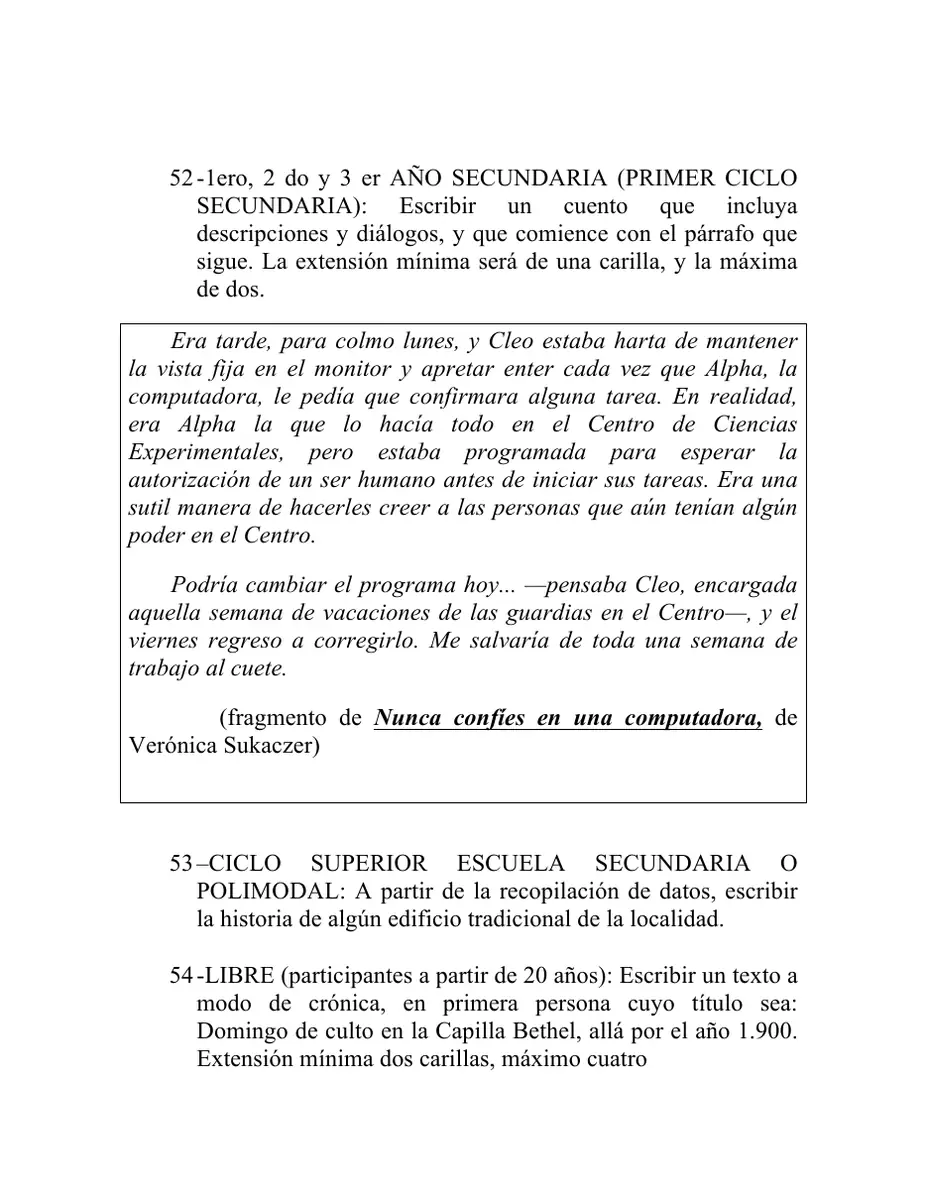 52-1ero, 2 do y 3 er AÑO SECUNDARIA (PRIMER CICLO
SECUNDARIA): Escribir un cuento que incluya
descripciones y diálogos, y que comience con el párrafo que
sigue. La extensión mínima será de una carilla, y la máxima
de dos.
Era tarde, para colmo lunes, y Cleo estaba harta de mantener
la vista fija en el monitor y apretar enter cada vez que Alpha, la
computadora, le pedía que confirmara alguna tarea. En realidad,
era Alpha la que lo hacía todo en el Centro de Ciencias
Experimentales, pero estaba programada para esperar la
autorización de un ser humano antes de iniciar sus tareas. Era una
sutil manera de hacerles creer a las personas que aún tenían algún
poder en el Centro.
Podría cambiar el programa hoy... —pensaba Cleo, encargada
aquella semana de vacaciones de las guardias en el Centro—, y el
viernes regreso a corregirlo. Me salvaría de toda una semana de
trabajo al cuete.
(fragmento de Nunca confíes en una computadora, de
Verónica Sukaczer)
53–CICLO SUPERIOR ESCUELA SECUNDARIA O
POLIMODAL: A partir de la recopilación de datos, escribir
la historia de algún edificio tradicional de la localidad.
54-LIBRE (participantes a partir de 20 años): Escribir un texto a
modo de crónica, en primera persona cuyo título sea:
Domingo de culto en la Capilla Bethel, allá por el año 1.900.
Extensión mínima dos carillas, máximo cuatro